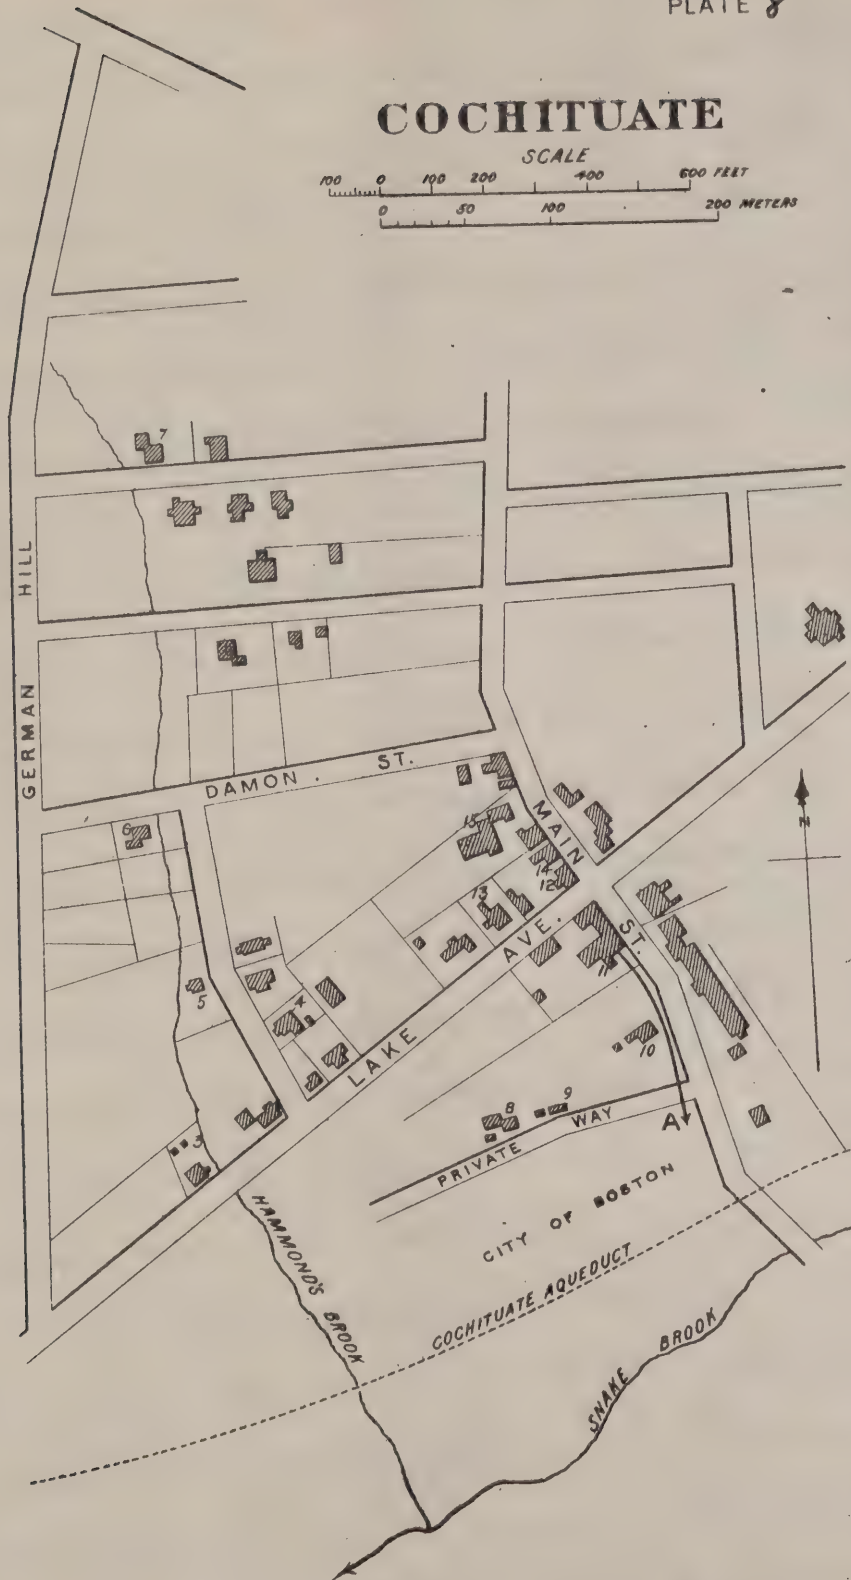 PLATE 8
COCHITUATE
SCALE
100 0 100 200 400 600 FEET
0 50 100 200 METERS
7
GERMAN HILL
DAMON. ST.
6
15
MAIN ST.
14
12
13
N
LAKE AVE.
11
5
4
10
9
8
3
A
PRIVATE WAY
CITY OF BOSTON
HAMMOND'S BROOK
COCHITUATE AQUEDUCT
SNAKE BROOK